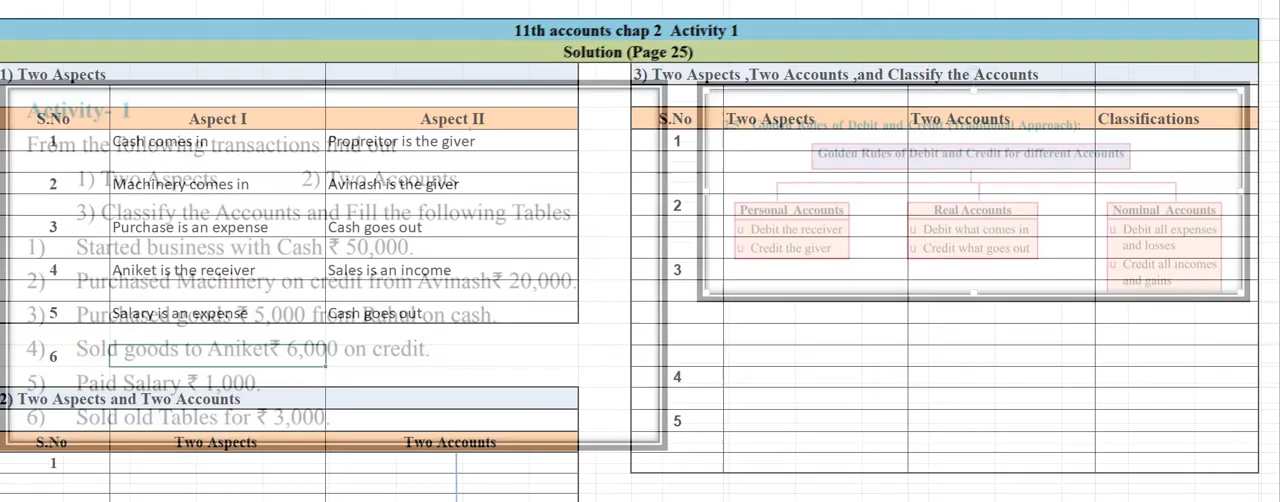 11th accounts chap 2 Activity 1
Solution (Page 25)
1) Two Aspects
S.No Aspect I Aspect II
1 Cash comes in Propreitor is the giver
2 Machinery comes in Avinash is the giver
3 Purchase is an expense Cash goes out
4 Aniket is the receiver Sales is an income
5 Salary is an expense Cash goes out
6
Activity- 1
From the following transactions find out
1) Two Aspects 2) Two Accounts
3) Classify the Accounts and Fill the following Tables
1) Started business with Cash ₹ 50,000.
2) Purchased Machinery on credit from Avinash₹ 20,000.
3) Purchased goods ₹ 5,000 from Rahul on cash.
4) Sold goods to Aniket₹ 6,000 on credit.
5) Paid Salary ₹ 1,000.
6) Sold old Tables for ₹ 3,000.
2) Two Aspects and Two Accounts
S.No Two Aspects Two Accounts
1
3) Two Aspects ,Two Accounts ,and Classify the Accounts
S.No Two Aspects Two Accounts Classifications
1
2
3
4
5
Golden Rules of Debit and Credit (Traditional Approach):
Golden Rules of Debit and Credit for different Accounts
Personal Accounts
u Debit the receiver
u Credit the giver
Real Accounts
u Debit what comes in
u Credit what goes out
Nominal Accounts
u Debit all expenses
and losses
u Credit all incomes
and gains